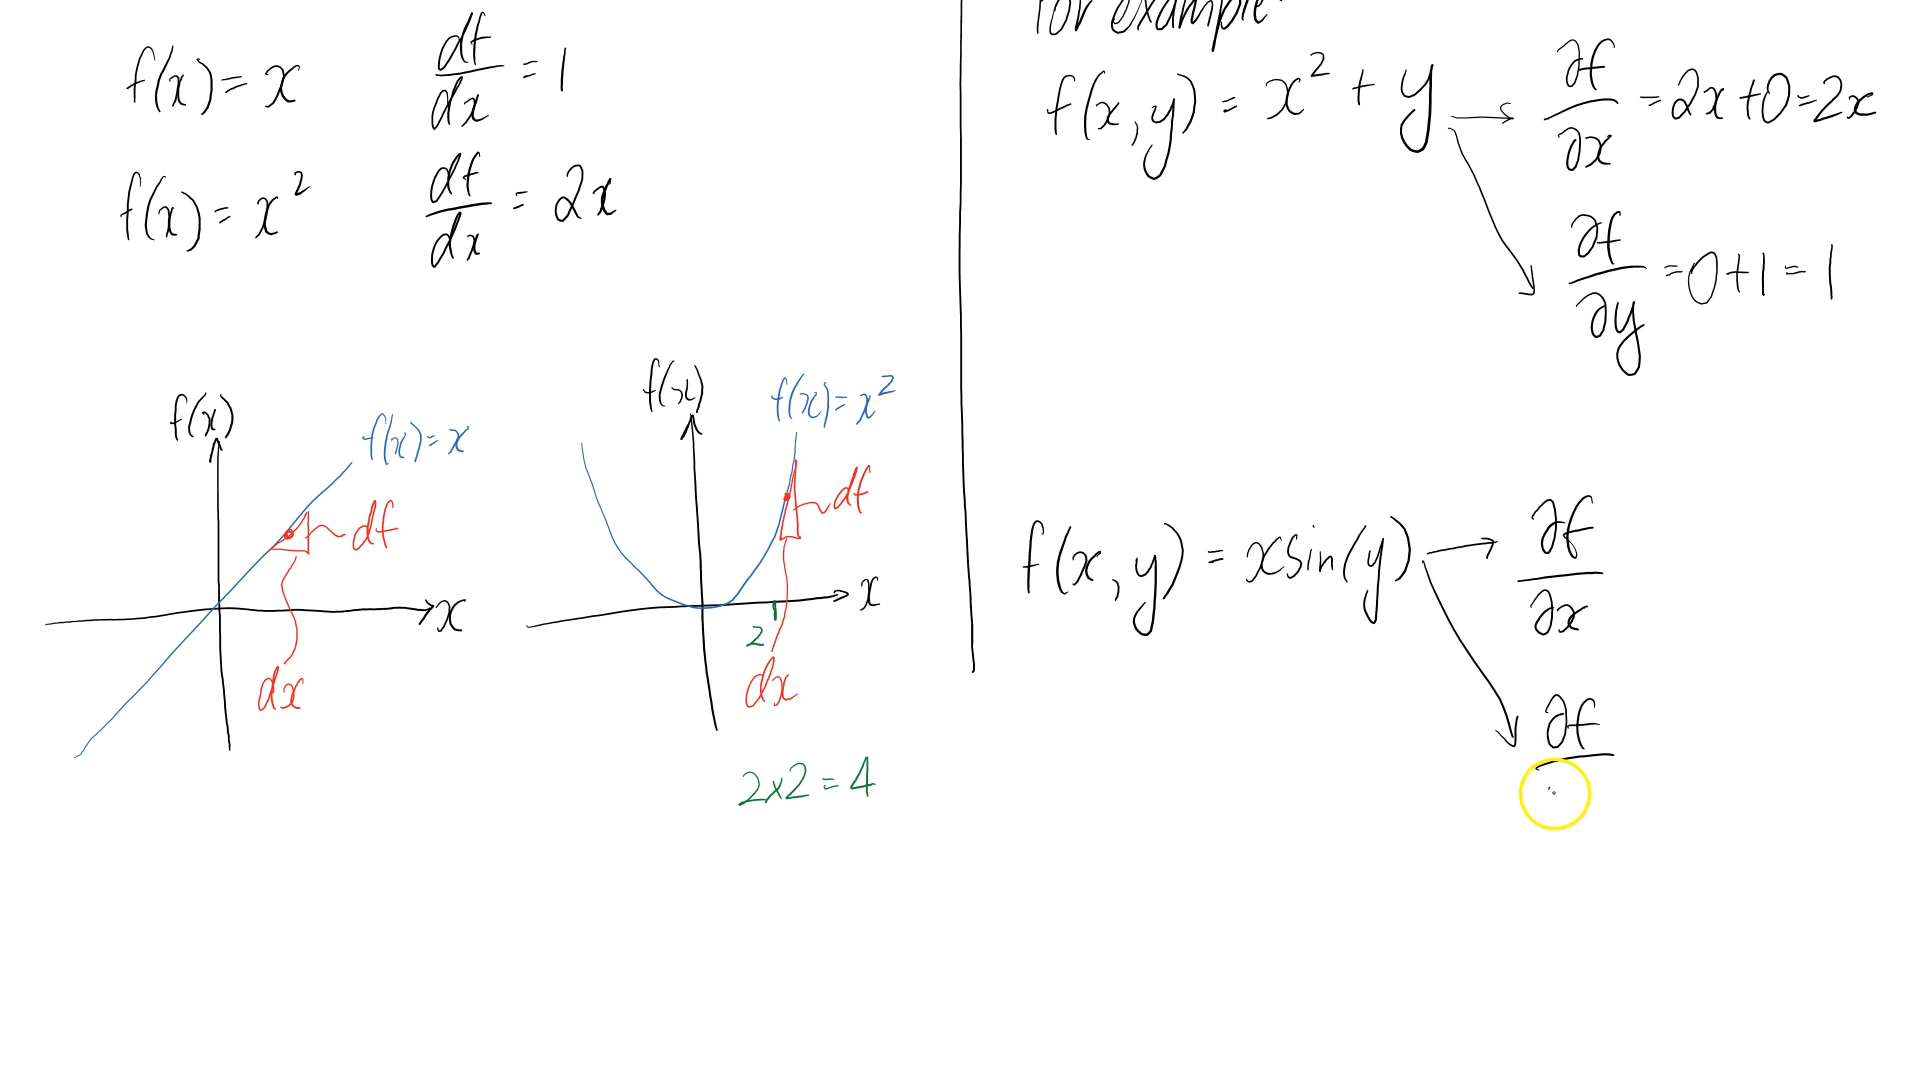 f(x) = x    df/dx = 1
f(x) = x²    df/dx = 2x
f(x)
f(x) = x
df
x
dx
f(x)
f(x) = x²
df
x
2
dx
2x2 = 4
for example
f(x,y) = x² + y → ∂f/∂x = 2x+0 = 2x
∂f/∂y = 0+1 = 1
f(x,y) = xsin(y) → ∂f/∂x
∂f